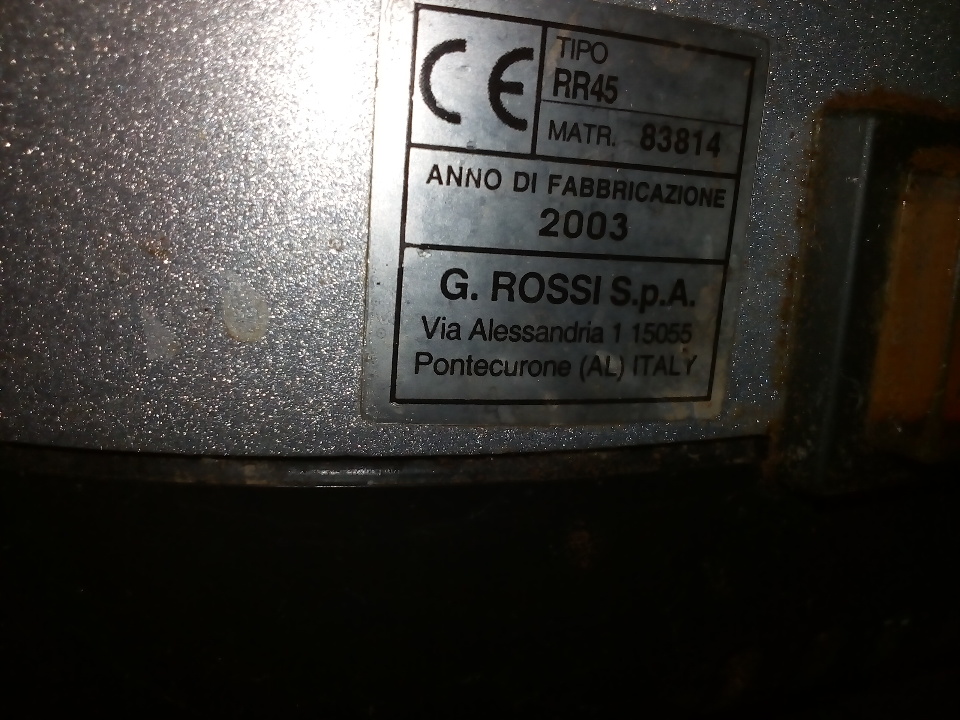 CE
TIPO
RR45
MATR. 83814
ANNO DI FABBRICAZIONE
2003
G. ROSSI S.p.A.
Via Alessandria 1 15055
Pontecurone (AL) ITALY